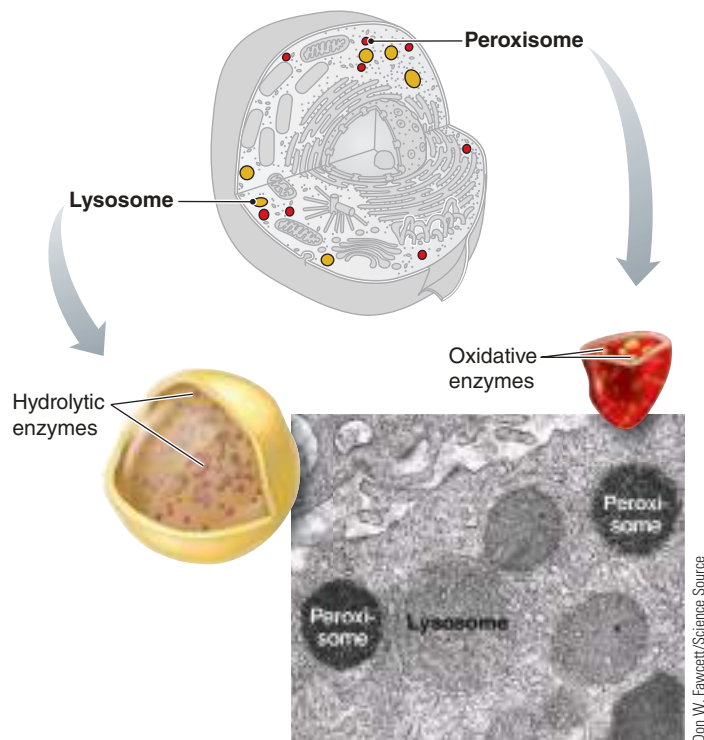 Peroxisome
Lysosome
Oxidative
enzymes
Hydrolytic
enzymes
Peroxi-
some
Peroxi-
some
Lysosome
Don W. Fawcett/Science Source